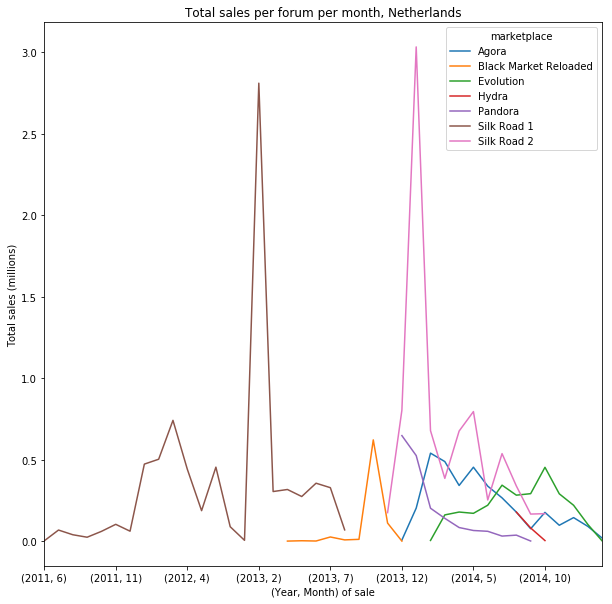 Total sales per forum per month, Netherlands
marketplace
Agora
Black Market Reloaded
Evolution
Hydra
Pandora
Silk Road 1
Silk Road 2
Total sales (millions)
3.0
2.5
2.0
1.5
1.0
0.5
0.0
(2011, 6) (2011, 11) (2012, 4) (2013, 2) (2013, 7) (2013, 12) (2014, 5) (2014, 10)
(Year, Month) of sale